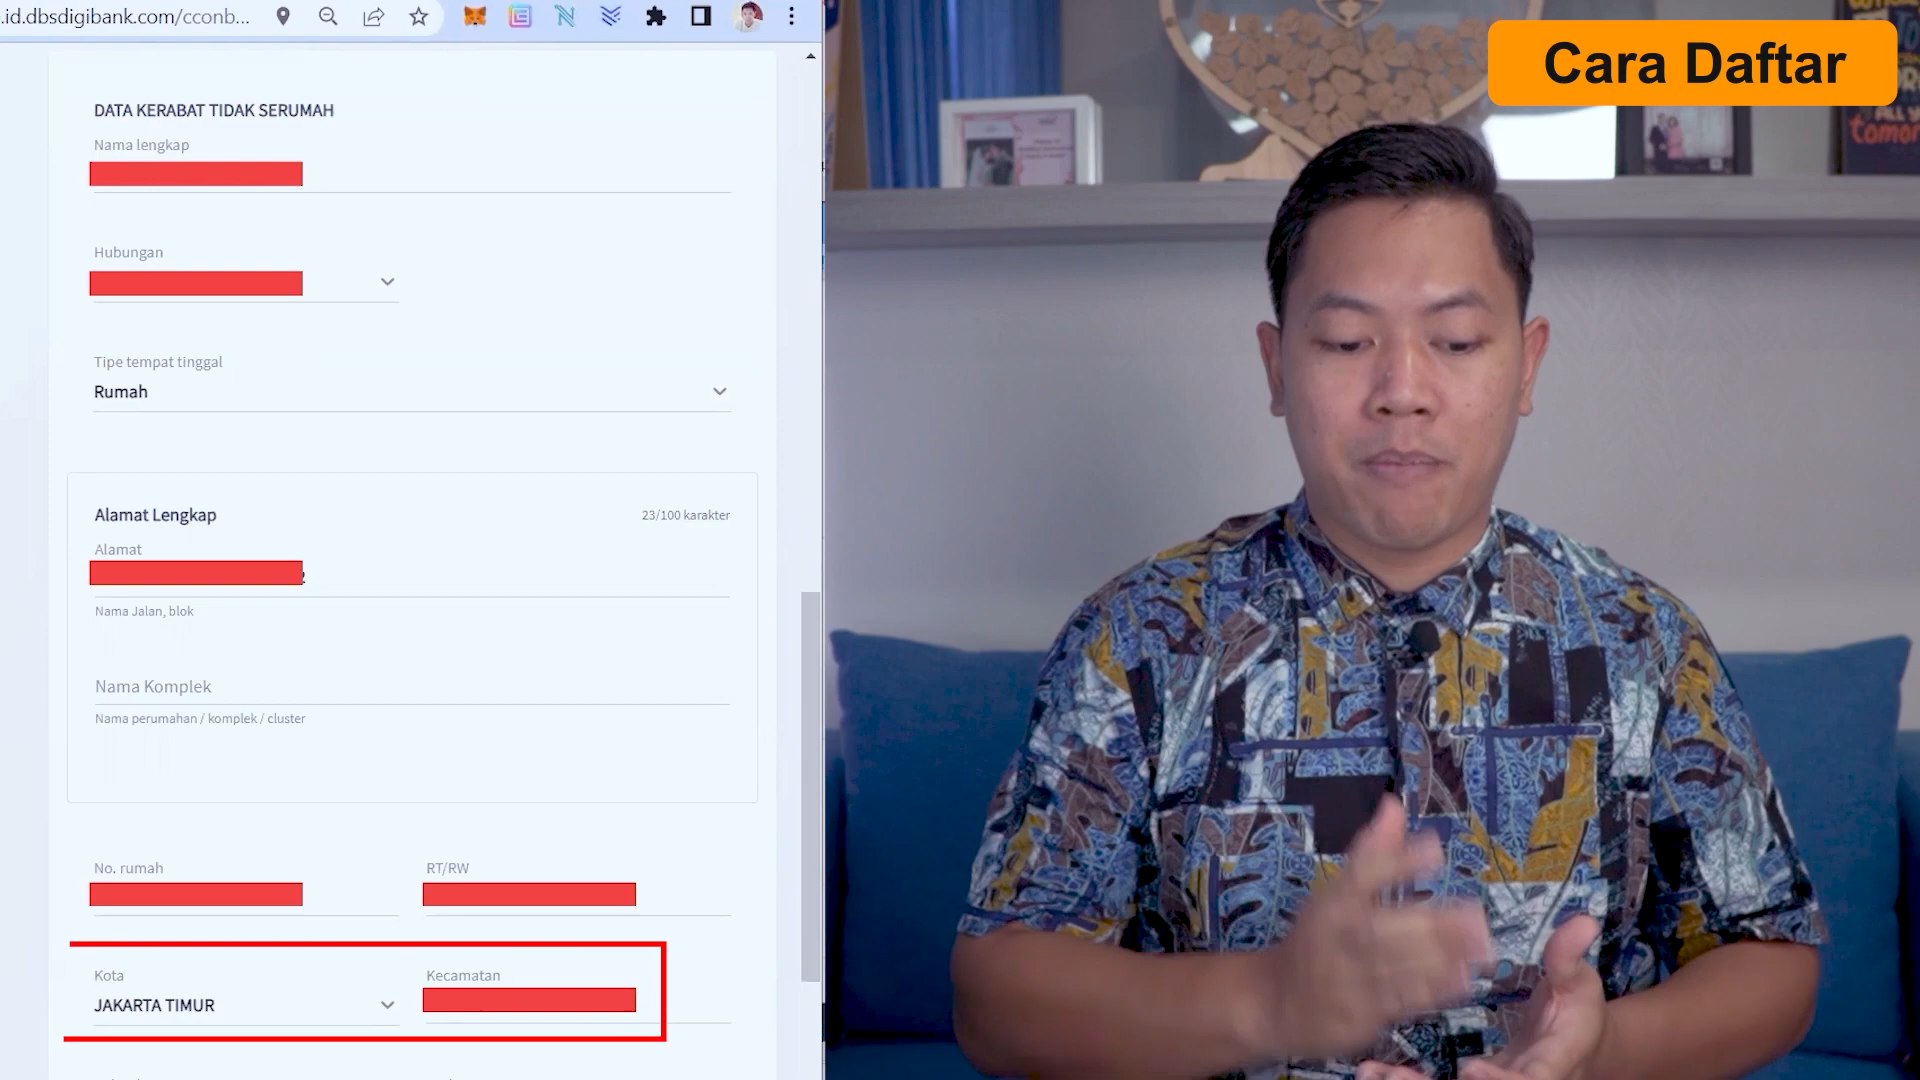 .id.dbsdigibank.com/cconb...
DATA KERABAT TIDAK SERUMAH
Nama lengkap
Hubungan
Tipe tempat tinggal
Rumah
Alamat Lengkap
23/100 karakter
Alamat
Nama Jalan, blok
Nama Komplek
Nama perumahan / komplek / cluster
No. rumah
RT/RW
Kota
Kecamatan
JAKARTA TIMUR
Cara Daftar
ALL
tomor